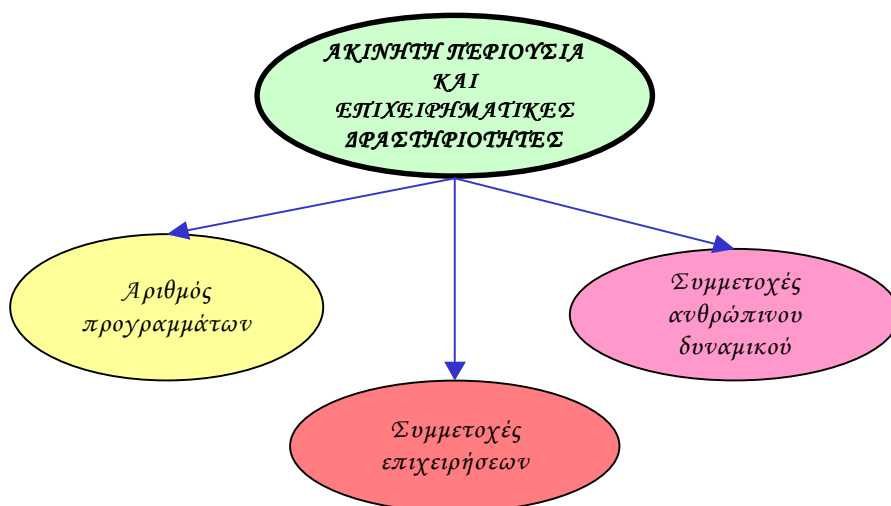 ΑΚΙΝΗΤΗ ΠΕΡΙΟΥΣΙΑ
ΚΑΙ
ΕΠΙΧΕΙΡΗΜΑΤΙΚΕΣ
ΔΡΑΣΤΗΡΙΟΤΗΤΕΣ
Αριθμός
προγραμμάτων
Συμμετοχές
ανθρώπινου
δυναμικού
Συμμετοχές
επιχειρήσεων